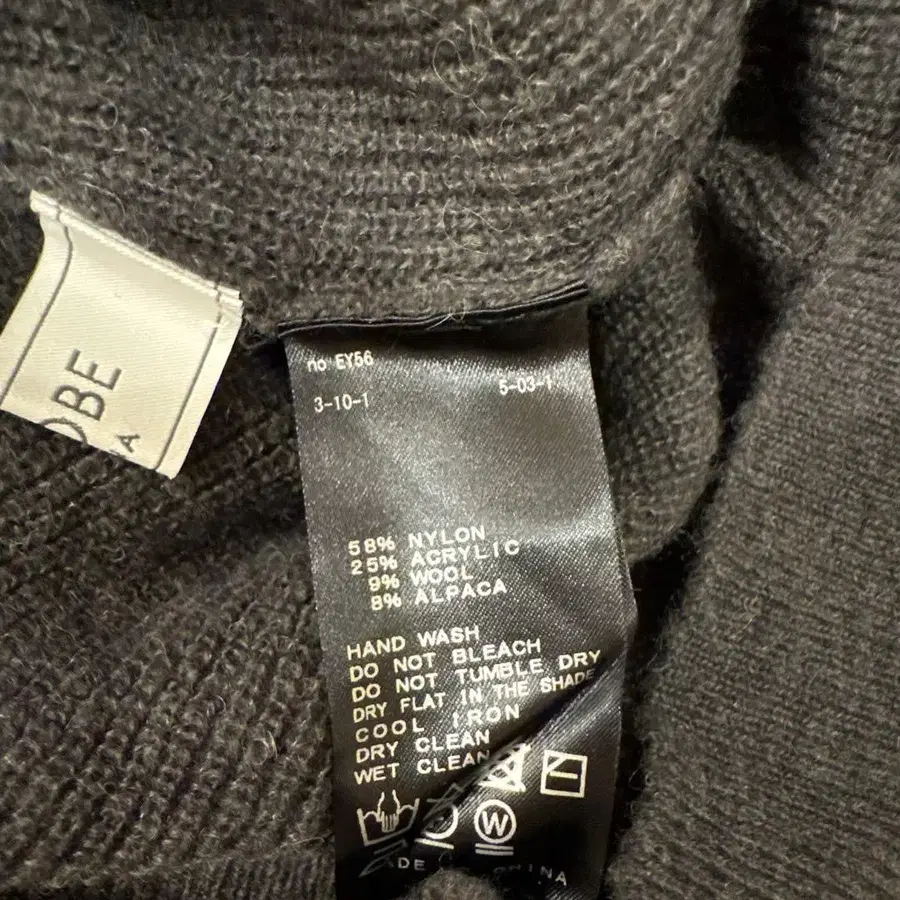 OBE
no EY56
3-10-1 5-03-1
58% NYLON
25% ACRYLIC
9% WOOL
8% ALPACA
HAND WASH
DO NOT BLEACH
DO NOT TUMBLE DRY
DRY FLAT IN THE SHADE
COOL IRON
DRY CLEAN
WET CLEAN
W